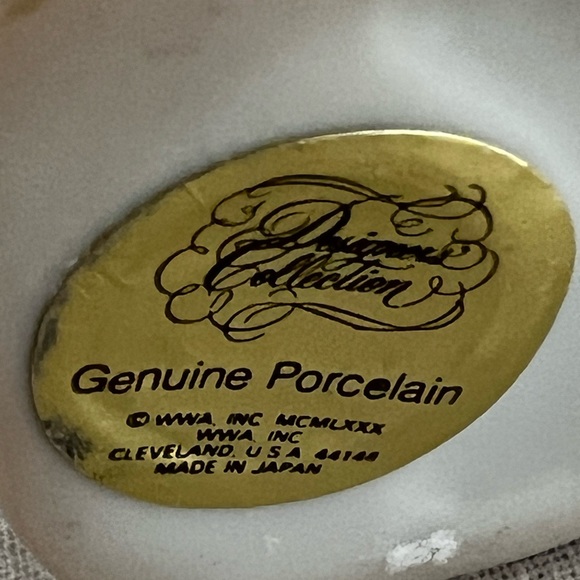 Designers
Collection
Genuine Porcelain
© WWA, INC MCMLXXX
WWA, INC
CLEVELAND, U S A 44144
MADE IN JAPAN